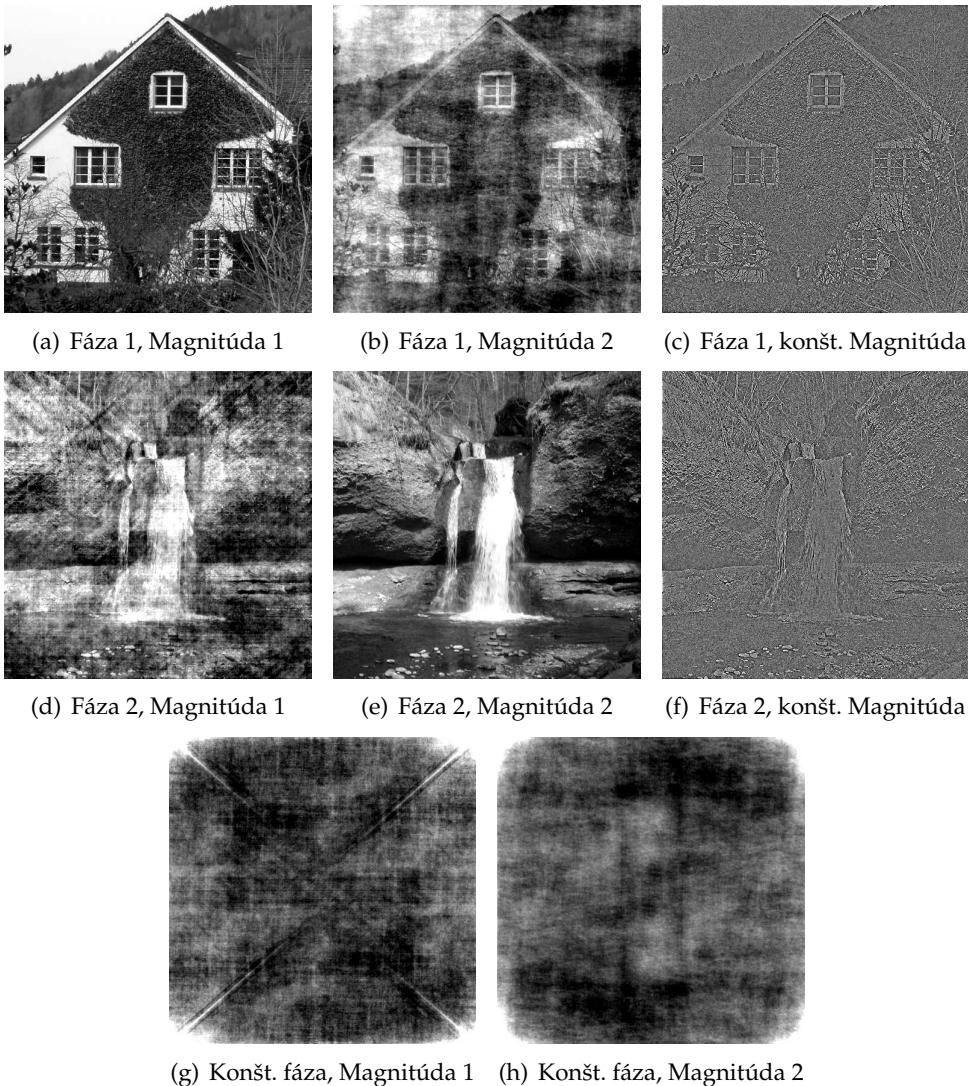 (a) Fáza 1, Magnitúda 1 (b) Fáza 1, Magnitúda 2 (c) Fáza 1, konšt. Magnitúda
(d) Fáza 2, Magnitúda 1 (e) Fáza 2, Magnitúda 2 (f) Fáza 2, konšt. Magnitúda
(g) Konšt. fáza, Magnitúda 1 (h) Konšt. fáza, Magnitúda 2